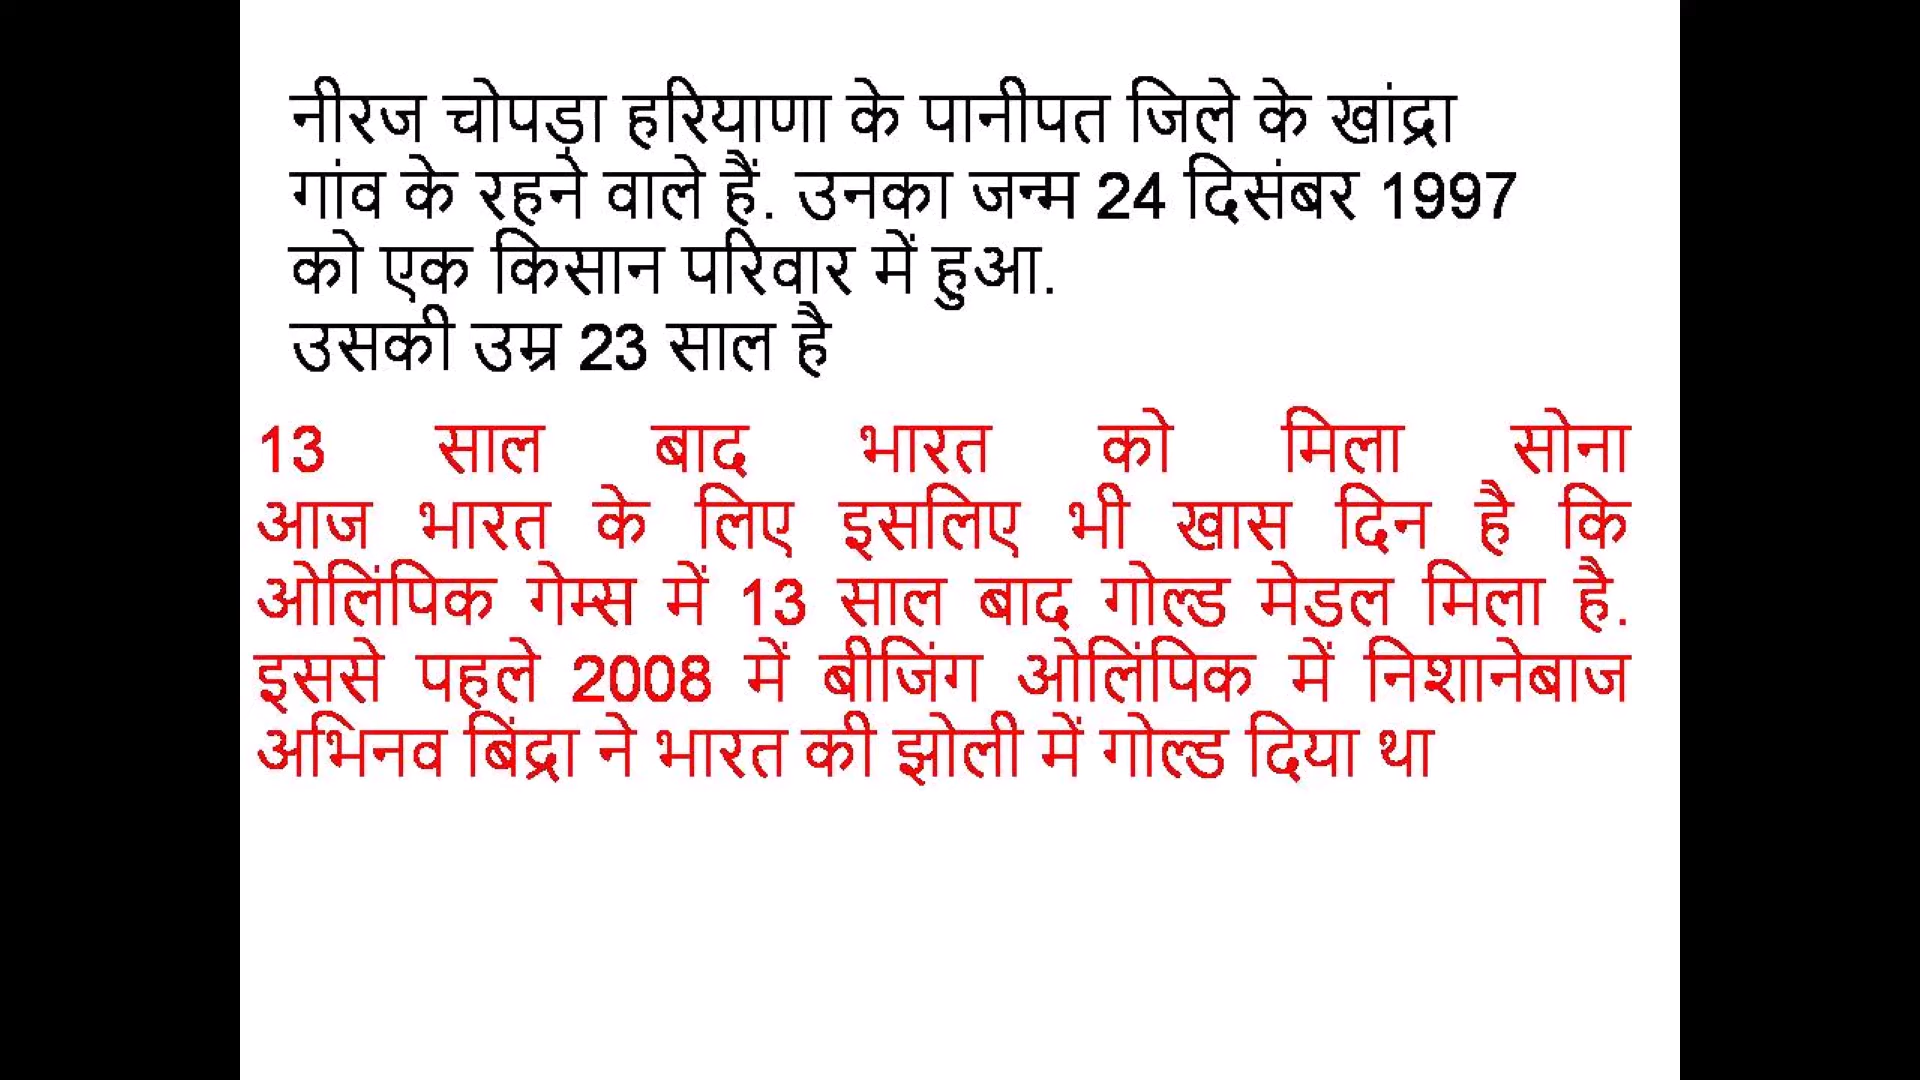 नीरज चोपड़ा हरियाणा के पानीपत जिले के खांद्रा
गांव के रहने वाले हैं. उनका जन्म 24 दिसंबर 1997
को एक किसान परिवार में हुआ.
उसकी उम्र 23 साल है
13 साल बाद भारत को मिला सोना
आज भारत के लिए इसलिए भी खास दिन है कि
ओलिंपिक गेम्स में 13 साल बाद गोल्ड मेडल मिला है.
इससे पहले 2008 में बीजिंग ओलिंपिक में निशानेबाज
अभिनव बिंद्रा ने भारत की झोली में गोल्ड दिया था